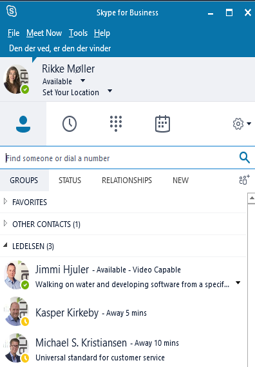 Skype for Business
File Meet Now Tools Help
Den der ved, er den der vinder
Rikke Møller
Available
Set Your Location
Find someone or dial a number
GROUPS STATUS RELATIONSHIPS NEW
FAVORITES
OTHER CONTACTS (1)
LEDELSEN (3)
Jimmi Hjuler - Available - Video Capable
Walking on water and developing software from a specif...
Kasper Kirkeby - Away 5 mins
Michael S. Kristiansen - Away 10 mins
Universal standard for customer service